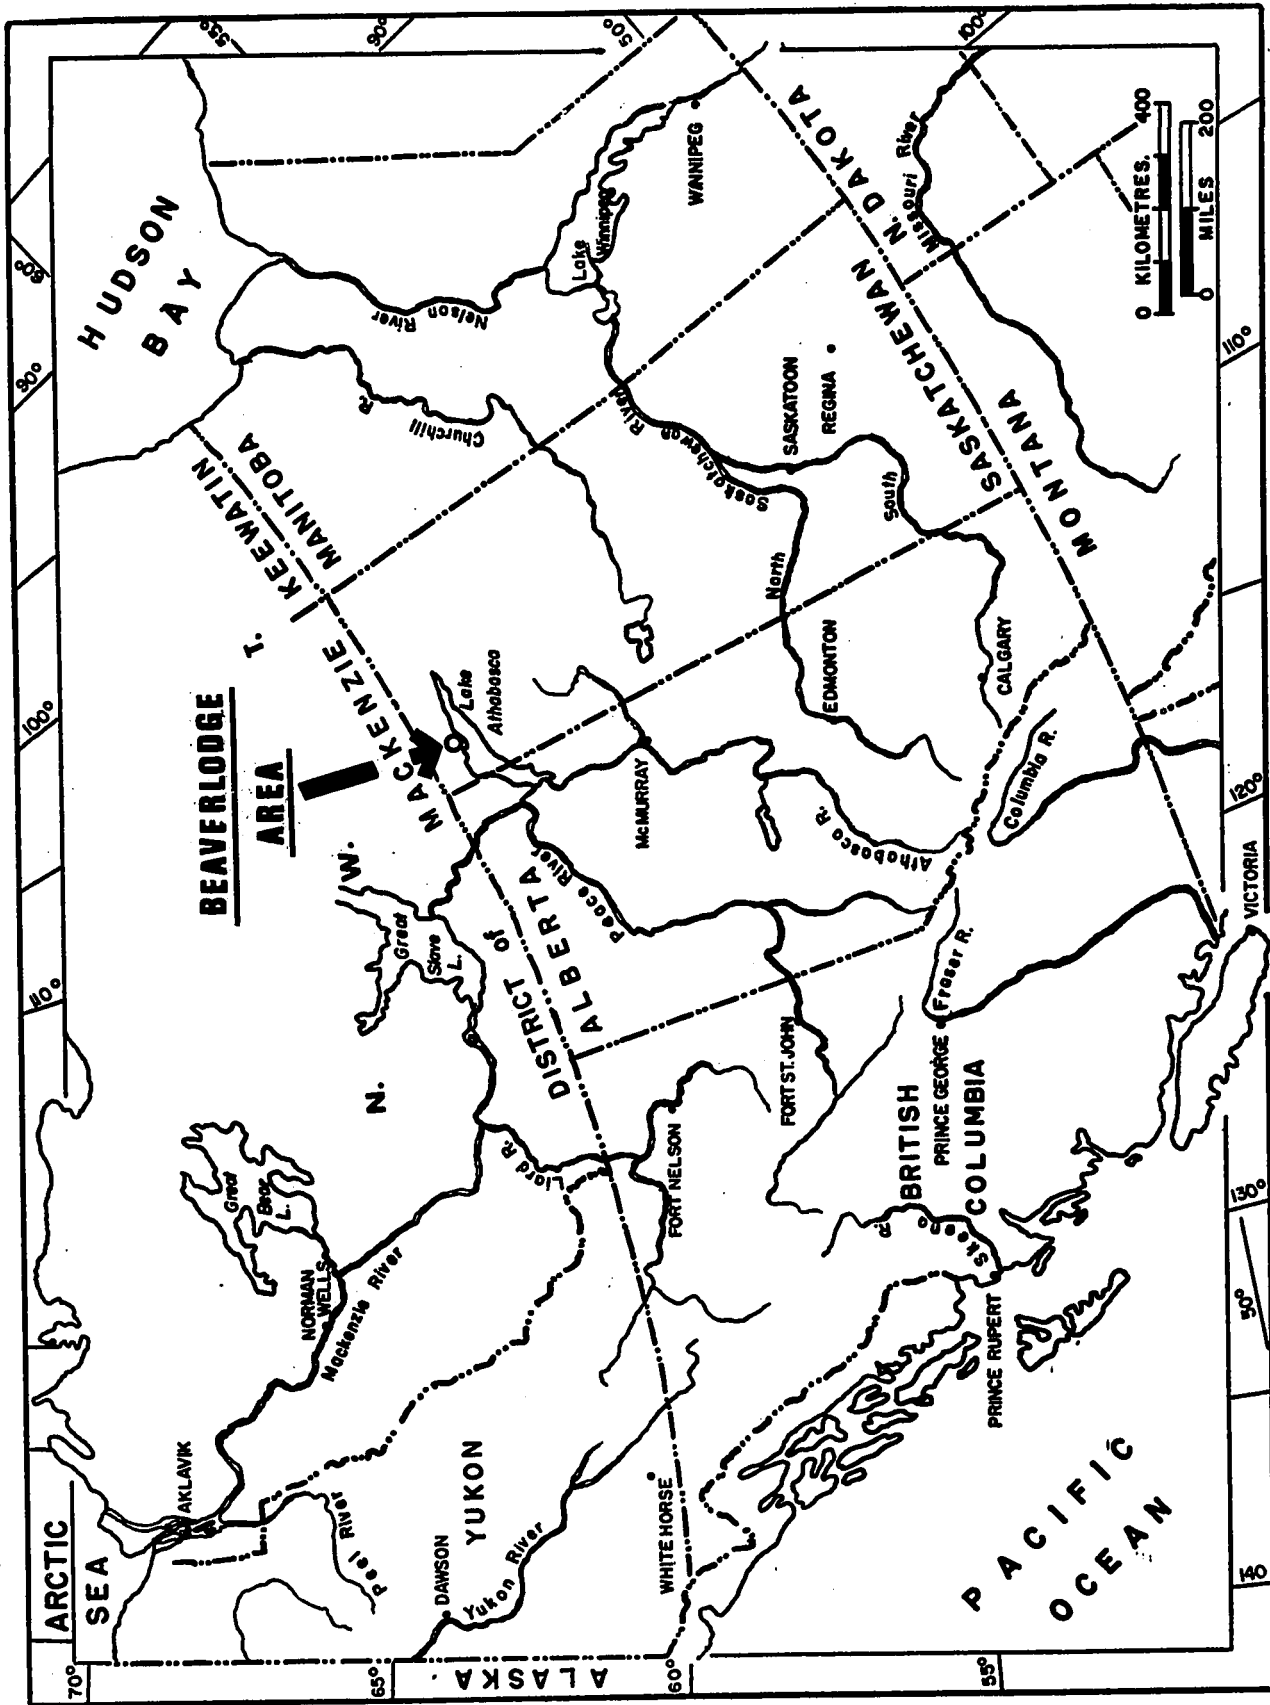 ARCTIC
SEA
HUDSON
BAY
BEAVERLODGE
AREA
N. W. T.
DISTRICT of MACKENZIE
KEEWATIN
MANITOBA
ALBERTA
SASKATCHEWAN
N. DAKOTA
MONTANA
BRITISH
COLUMBIA
YUKON
ALASKA
PACIFIC
OCEAN
AKLAVIK
NORMAN
WELLS
DAWSON
WHITE HORSE
FORT NELSON
FORT ST. JOHN
PRINCE GEORGE
PRINCE RUPERT
VICTORIA
McMURRAY
EDMONTON
CALGARY
SASKATOON
REGINA
WINNIPEG
Great
Bear
L.
Great
Slave
L.
Lake
Athabasca
Lake
Winnipeg
Mackenzie River
Peel River
Yukon River
Liard R.
Peace River
Athabasca R.
Fraser R.
Columbia R.
Skeena R.
North
Saskatchewan River
South
Churchill R.
Nelson River
Missouri River
0 KILOMETRES. 400
0 MILES 200
70°
65°
60°
55°
140
130°
50°
120°
110°
100°
110°
100°
90°
60°
55°
90°
50°